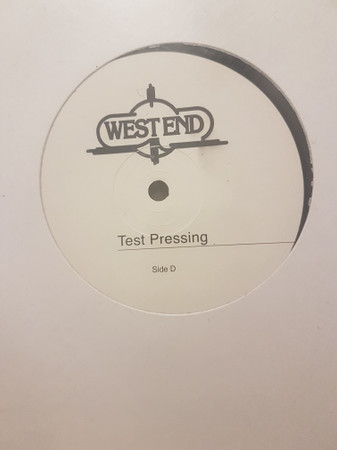 WEST END
Test Pressing
Side D